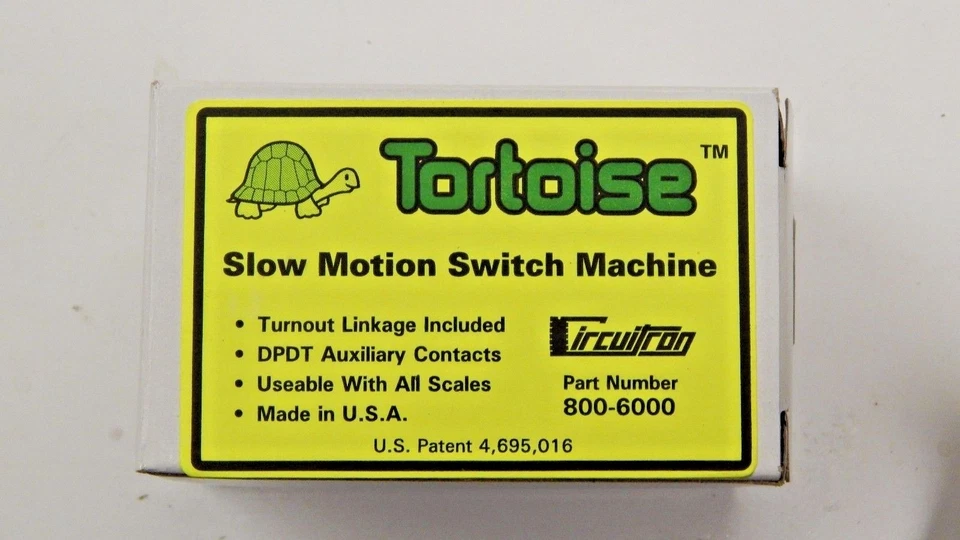 Tortoise™
Slow Motion Switch Machine
• Turnout Linkage Included
• DPDT Auxiliary Contacts
• Useable With All Scales
• Made in U.S.A.
Circuitron
Part Number
800-6000
U.S. Patent 4,695,016